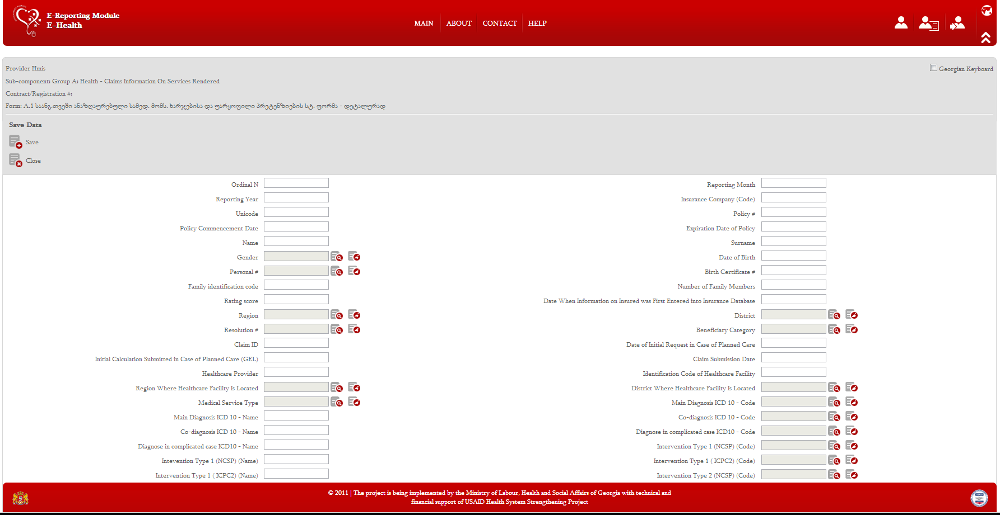 E-Reporting Module
E-Health
MAIN ABOUT CONTACT HELP
Provider Hmis
Georgian Keyboard
Sub-component: Group A: Health - Claims Information On Services Rendered
Contract/Registration #:
Form: A.1 საანგ.თვეში ანაზღაურებული სამედ. მომს. ხარჯებისა და უარყოფილი პრეტენზიების სტ. ფორმა - დეტალურად
Save Data
Save
Close
Ordinal N Reporting Month
Reporting Year Insurance Company (Code)
Unicode Policy #
Policy Commencement Date Expiration Date of Policy
Name Surname
Gender Date of Birth
Personal # Birth Certificate #
Family identification code Number of Family Members
Rating score Date When Information on Insured was First Entered into Insurance Database
Region District
Resolution # Beneficiary Category
Claim ID Date of Initial Request in Case of Planned Care
Initial Calculation Submitted in Case of Planned Care (GEL) Claim Submission Date
Healthcare Provider Identification Code of Healthcare Facility
Region Where Healthcare Facility Is Located District Where Healthcare Facility Is Located
Medical Service Type Main Diagnosis ICD 10 - Code
Main Diagnosis ICD 10 - Name Co-diagnosis ICD 10 - Code
Co-diagnosis ICD 10 - Name Diagnose in complicated case ICD10 - Code
Diagnose in complicated case ICD10 - Name Intervention Type 1 (NCSP) (Code)
Intevention Type 1 (NCSP) (Name) Intervention Type 1 ( ICPC2) (Code)
Intervention Type 1 ( ICPC2) (Name) Intervention Type 2 (NCSP) (Code)
© 2011 | The project is being implemented by the Ministry of Labour, Health and Social Affairs of Georgia with technical and
financial support of USAID Health System Strengthening Project
USAID